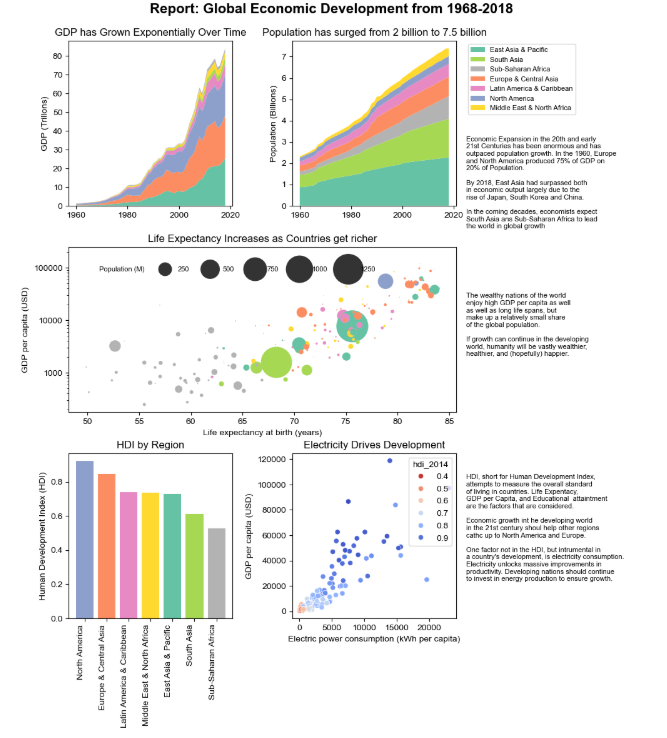 Report: Global Economic Development from 1968-2018
GDP has Grown Exponentially Over Time
GDP (Trillions)
80
70
60
50
40
30
20
10
0
1960
1980
2000
2020
Population has surged from 2 billion to 7.5 billion
Population (Billions)
7
6
5
4
3
2
1
0
1960
1980
2000
2020
East Asia & Pacific
South Asia
Sub-Saharan Africa
Europe & Central Asia
Latin America & Caribbean
North America
Middle East & North Africa
Economic Expansion in the 20th and early
21st Centuries has been enormous and has
outpaced population growth. In the 1960, Europe
and North America produced 75% of GDP on
20% of Population.
By 2018, East Asia had surpassed both
in economic output largely due to the
rise of Japan, South Korea and China.
In the coming decades, economists expect
South Asia ans Sub-Saharan Africa to lead
the world in global growth
Life Expectancy Increases as Countries get richer
GDP per capita (USD)
100000
10000
1000
Population (M)
250
500
750
1000
1250
50
55
60
65
70
75
80
85
Life expectancy at birth (years)
The wealthy nations of the world
enjoy high GDP per capita as well
as well as long life spans, but
make up a relatively small share
of the global population.
If growth can continue in the developing
world, humanity will be vastly wealthier,
healthier, and (hopefully) happier.
HDI by Region
Human Development Index (HDI)
0.8
0.6
0.4
0.2
0.0
North America
Europe & Central Asia
Latin America & Caribbean
Middle East & North Africa
East Asia & Pacific
South Asia
Sub-Saharan Africa
Electricity Drives Development
GDP per capita (USD)
120000
100000
80000
60000
40000
20000
0
hdi_2014
0.4
0.5
0.6
0.7
0.8
0.9
0
5000
10000
15000
20000
Electric power consumption (kWh per capita)
HDI, short for Human Development Index,
attempts to measure the overall standard
of living in countries. Life Expentacy,
GDP per Capita, and Educational attaintment
are the factors that are considered.
Economic growth int he developing world
in the 21st century shoul help other regions
cathc up to North America and Europe.
One factor not in the HDI, but intrumental in
a country's development, is electricity consumption.
Electricity unlocks massive improvements in
productivity. Developing nations should continue
to invest in energy production to ensure growth.